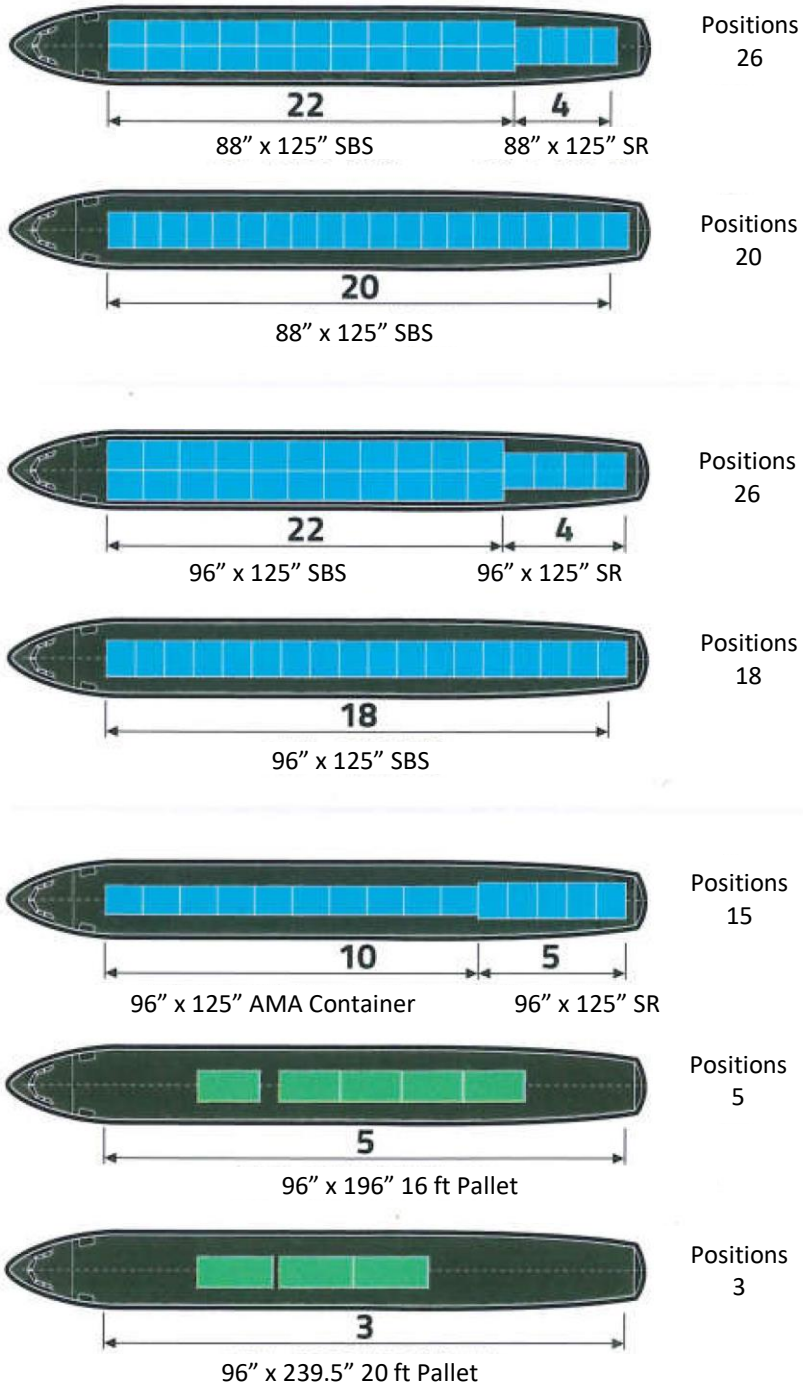 Positions
26
22 4
88” x 125” SBS 88” x 125” SR
Positions
20
20
88” x 125” SBS
Positions
26
22 4
96” x 125” SBS 96” x 125” SR
Positions
18
18
96” x 125” SBS
Positions
15
10 5
96” x 125” AMA Container 96” x 125” SR
Positions
5
5
96” x 196” 16 ft Pallet
Positions
3
3
96” x 239.5” 20 ft Pallet